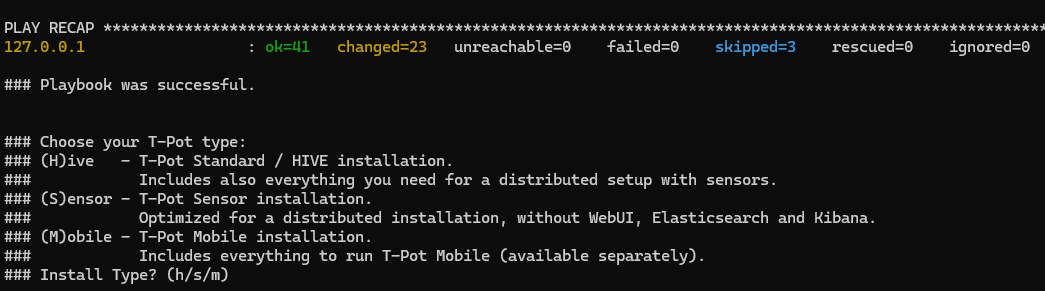 PLAY RECAP *********************************************************************************************************
127.0.0.1                  : ok=41   changed=23   unreachable=0    failed=0    skipped=3    rescued=0    ignored=0
### Playbook was successful.
### Choose your T-Pot type:
### (H)ive   - T-Pot Standard / HIVE installation.
###            Includes also everything you need for a distributed setup with sensors.
### (S)ensor - T-Pot Sensor installation.
###            Optimized for a distributed installation, without WebUI, Elasticsearch and Kibana.
### (M)obile - T-Pot Mobile installation.
###            Includes everything to run T-Pot Mobile (available separately).
### Install Type? (h/s/m)